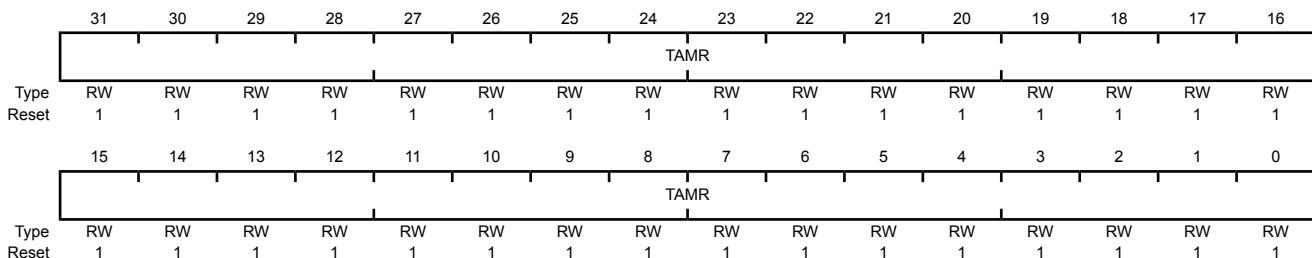 31 30 29 28 27 26 25 24 23 22 21 20 19 18 17 16
TAMR
Type RW RW RW RW RW RW RW RW RW RW RW RW RW RW RW RW
Reset 1 1 1 1 1 1 1 1 1 1 1 1 1 1 1 1
15 14 13 12 11 10 9 8 7 6 5 4 3 2 1 0
TAMR
Type RW RW RW RW RW RW RW RW RW RW RW RW RW RW RW RW
Reset 1 1 1 1 1 1 1 1 1 1 1 1 1 1 1 1